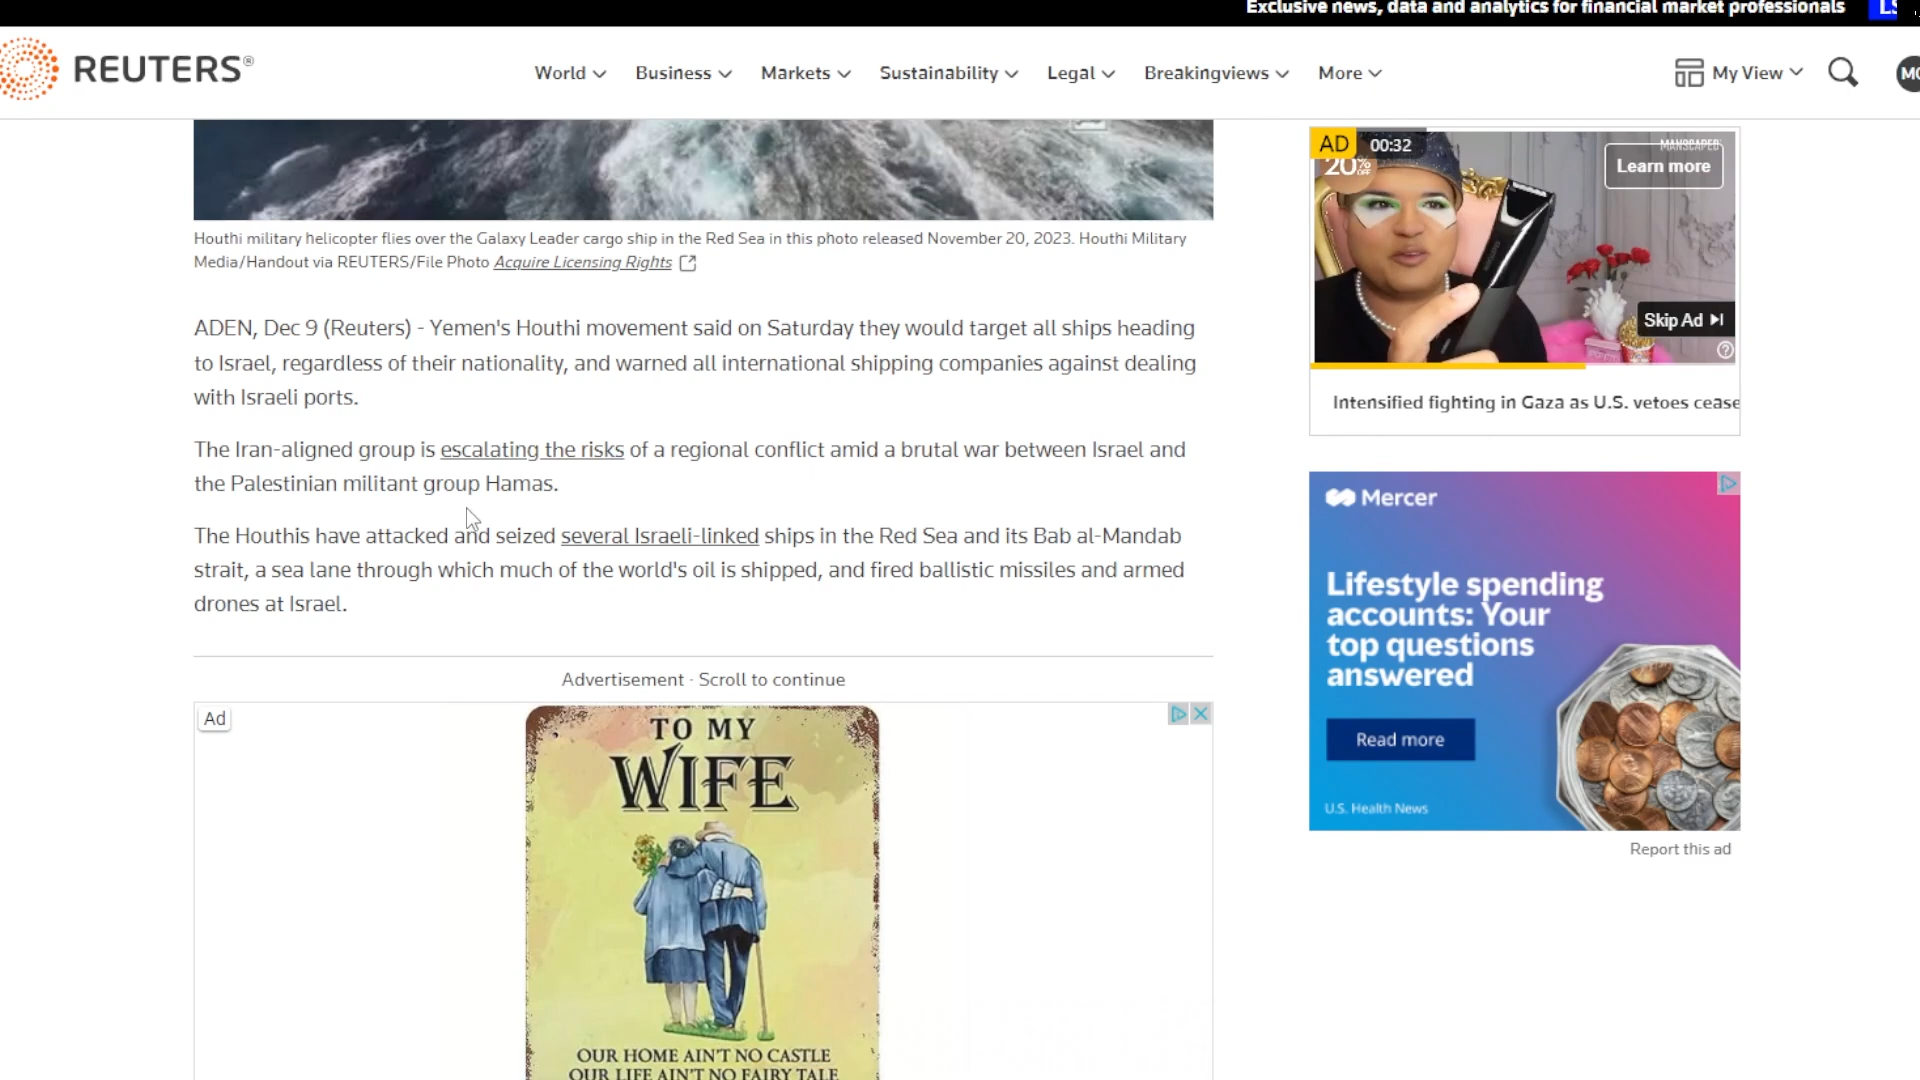 Exclusive news, data and analytics for financial market professionals
REUTERS®
World Business Markets Sustainability Legal Breakingviews More
My View
AD 00:32
MANSCAPED
20% OFF
Learn more
Skip Ad
Intensified fighting in Gaza as U.S. vetoes cease
Houthi military helicopter flies over the Galaxy Leader cargo ship in the Red Sea in this photo released November 20, 2023. Houthi Military
Media/Handout via REUTERS/File Photo Acquire Licensing Rights
ADEN, Dec 9 (Reuters) - Yemen's Houthi movement said on Saturday they would target all ships heading
to Israel, regardless of their nationality, and warned all international shipping companies against dealing
with Israeli ports.
The Iran-aligned group is escalating the risks of a regional conflict amid a brutal war between Israel and
the Palestinian militant group Hamas.
The Houthis have attacked and seized several Israeli-linked ships in the Red Sea and its Bab al-Mandab
strait, a sea lane through which much of the world's oil is shipped, and fired ballistic missiles and armed
drones at Israel.
Mercer
Lifestyle spending
accounts: Your
top questions
answered
Read more
U.S. Health News
Report this ad
Advertisement · Scroll to continue
Ad
TO MY
WIFE
OUR HOME AIN'T NO CASTLE
OUR LIFE AIN'T NO FAIRY TALE